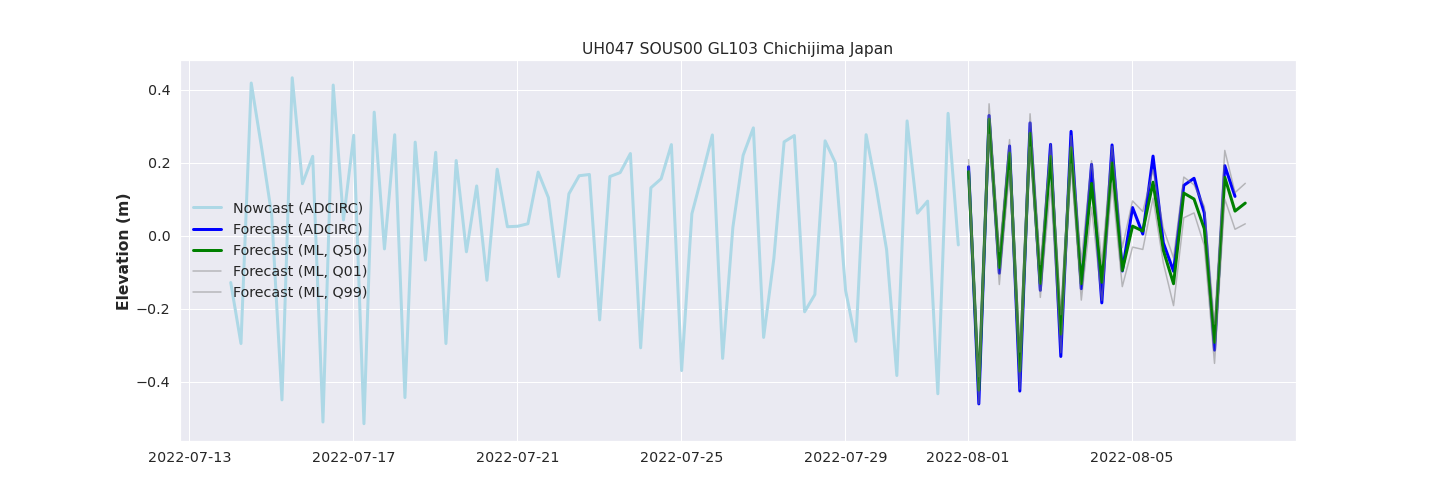 UH047 SOUS00 GL103 Chichijima Japan
Elevation (m)
0.4
0.2
0.0
−0.2
−0.4
Nowcast (ADCIRC)
Forecast (ADCIRC)
Forecast (ML, Q50)
Forecast (ML, Q01)
Forecast (ML, Q99)
2022-07-13 2022-07-17 2022-07-21 2022-07-25 2022-07-29 2022-08-01 2022-08-05